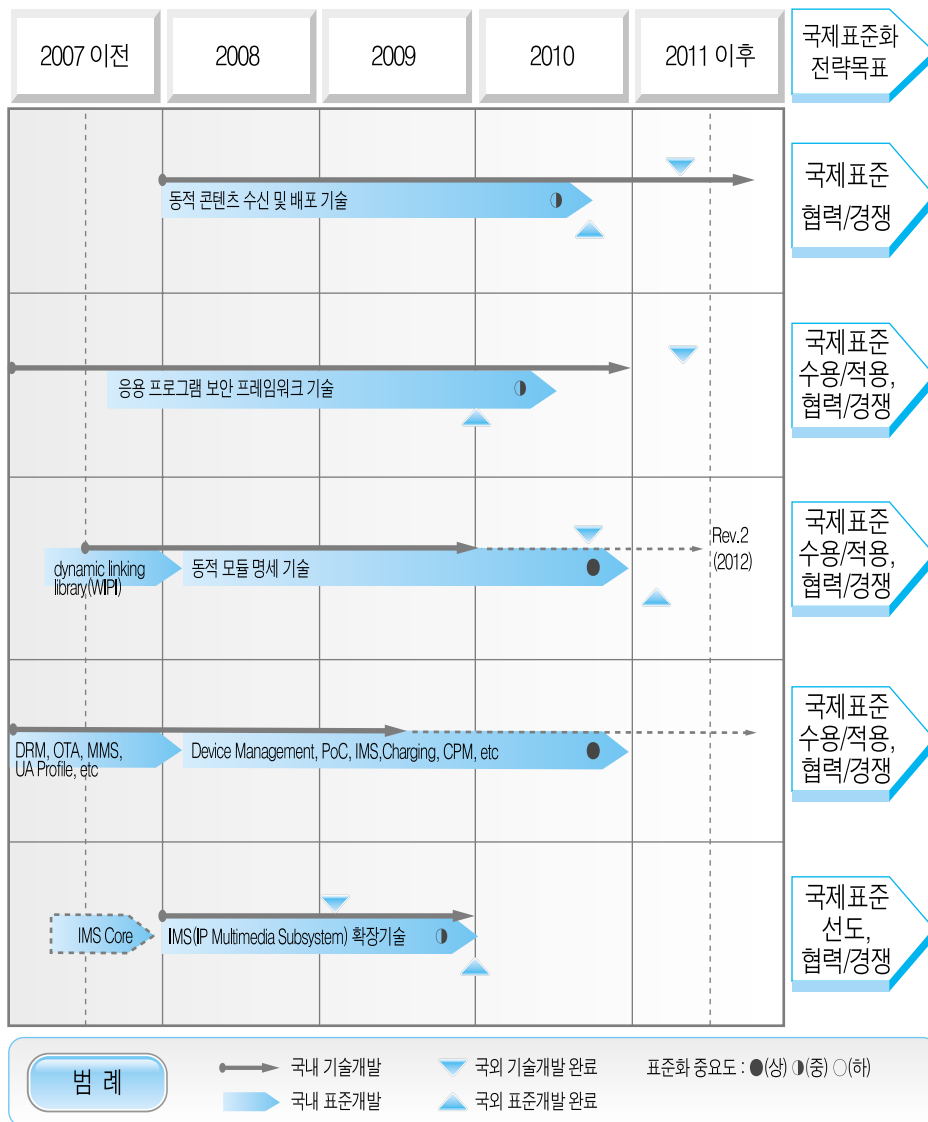 2007 이전
2008
2009
2010
2011 이후
국제표준화
전략목표
동적 콘텐츠 수신 및 배포 기술
국제표준
협력/경쟁
응용 프로그램 보안 프레임워크 기술
국제표준
수용/적용,
협력/경쟁
dynamic linking
library(WIPI)
동적 모듈 명세 기술
Rev.2
(2012)
국제표준
수용/적용,
협력/경쟁
DRM, OTA, MMS,
UA Profile, etc
Device Management, PoC, IMS,Charging, CPM, etc
국제표준
수용/적용,
협력/경쟁
IMS Core
IMS(IP Multimedia Subsystem) 확장기술
국제표준
선도,
협력/경쟁
범 례
국내 기술개발
국외 기술개발 완료
표준화 중요도 : ●(상) ◑(중) ○(하)
국내 표준개발
국외 표준개발 완료